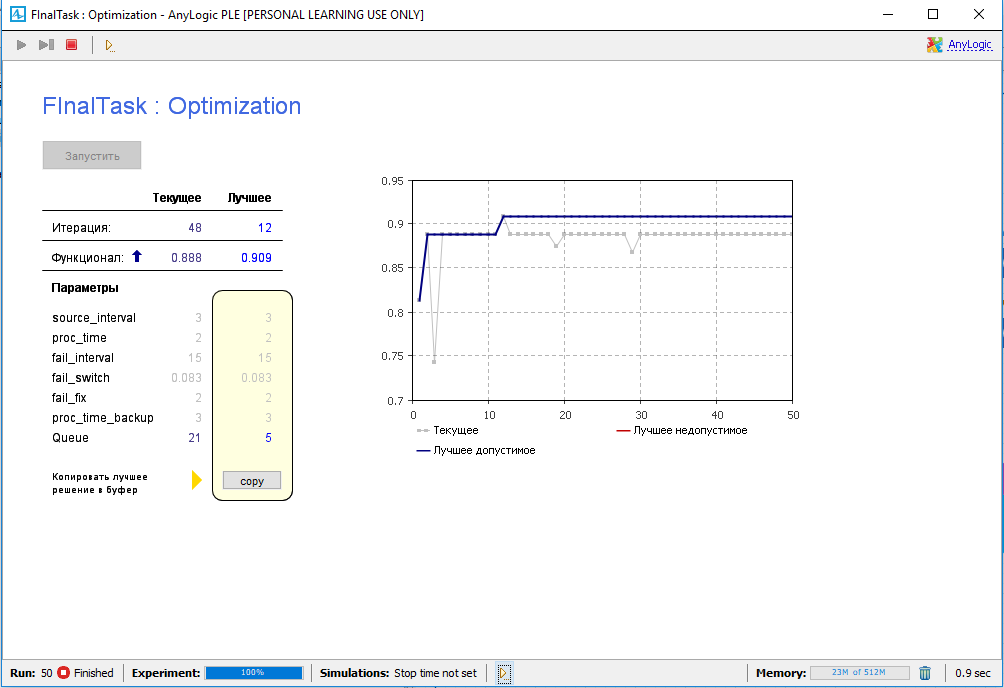 FInalTask : Optimization - AnyLogic PLE [PERSONAL LEARNING USE ONLY]
AnyLogic
FInalTask : Optimization
Запустить
Текущее Лучшее
Итерация: 48 12
Функционал: 0.888 0.909
Параметры
source_interval 3 3
proc_time 2 2
fail_interval 15 15
fail_switch 0.083 0.083
fail_fix 2 2
proc_time_backup 3 3
Queue 21 5
Копировать лучшее
решение в буфер
copy
0.95
0.9
0.85
0.8
0.75
0.7
0 10 20 30 40 50
Текущее Лучшее недопустимое
Лучшее допустимое
Run: 50 Finished Experiment: 100% Simulations: Stop time not set Memory: 23M of 512M 0.9 sec